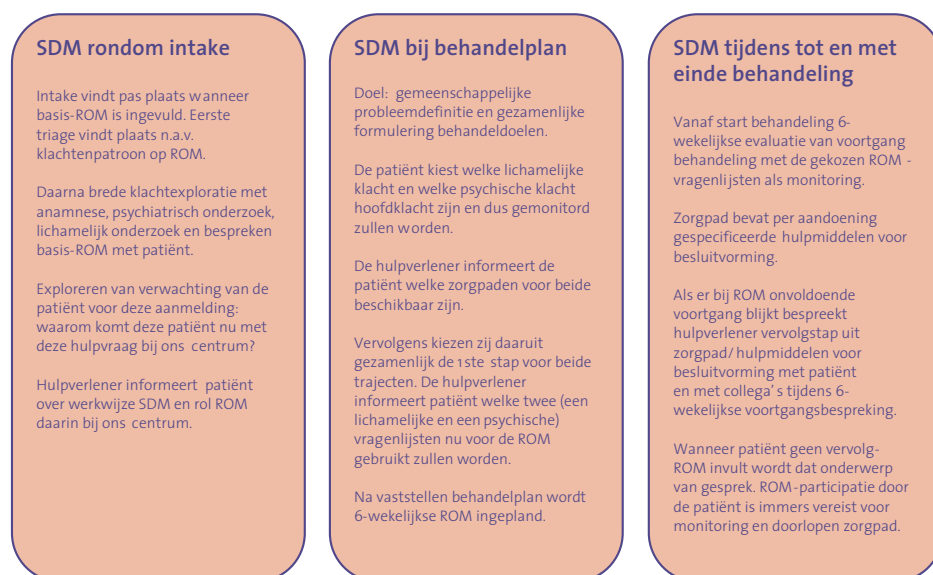 SDM rondom intake
Intake vindt pas plaats wanneer
basis-ROM is ingevuld. Eerste
triage vindt plaats n.a.v.
klachtenpatroon op ROM.
Daarna brede klachtexploratie met
anamnese, psychiatrisch onderzoek,
lichamelijk onderzoek en bespreken
basis-ROM met patiënt.
Exploreren van verwachting van de
patiënt voor deze aanmelding:
waarom komt deze patiënt nu met
deze hulpvraag bij ons centrum?
Hulpverlener informeert patiënt
over werkwijze SDM en rol ROM
daarin bij ons centrum.
SDM bij behandelplan
Doel: gemeenschappelijke
probleemdefinitie en gezamenlijke
formulering behandeldoelen.
De patiënt kiest welke lichamelijke
klacht en welke psychische klacht
hoofdklacht zijn en dus gemonitord
zullen worden.
De hulpverlener informeert de
patiënt welke zorgpaden voor beide
beschikbaar zijn.
Vervolgens kiezen zij daaruit
gezamenlijk de 1ste stap voor beide
trajecten. De hulpverlener
informeert patiënt welke twee (een
lichamelijke en een psychische)
vragenlijsten nu voor de ROM
gebruikt zullen worden.
Na vaststellen behandelplan wordt
6-wekelijkse ROM ingepland.
SDM tijdens tot en met
einde behandeling
Vanaf start behandeling 6-
wekelijkse evaluatie van voortgang
behandeling met de gekozen ROM -
vragenlijsten als monitoring.
Zorgpad bevat per aandoening
gespecificeerde hulpmiddelen voor
besluitvorming.
Als er bij ROM onvoldoende
voortgang blijkt bespreekt
hulpverlener vervolgstap uit
zorgpad/ hulpmiddelen voor
besluitvorming met patiënt
en met collega's tijdens 6-
wekelijkse voortgangsbespreking.
Wanneer patiënt geen vervolg-
ROM invult wordt dat onderwerp
van gesprek. ROM-participatie door
de patiënt is immers vereist voor
monitoring en doorlopen zorgpad.